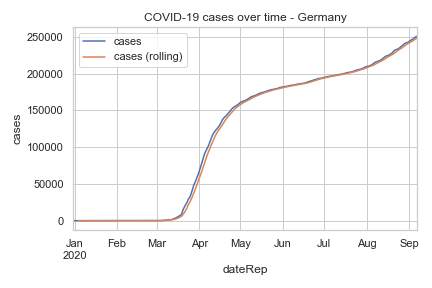 COVID-19 cases over time - Germany
250000
200000
150000
100000
50000
0
cases
cases (rolling)
cases
Jan Feb Mar Apr May Jun Jul Aug Sep
2020
dateRep